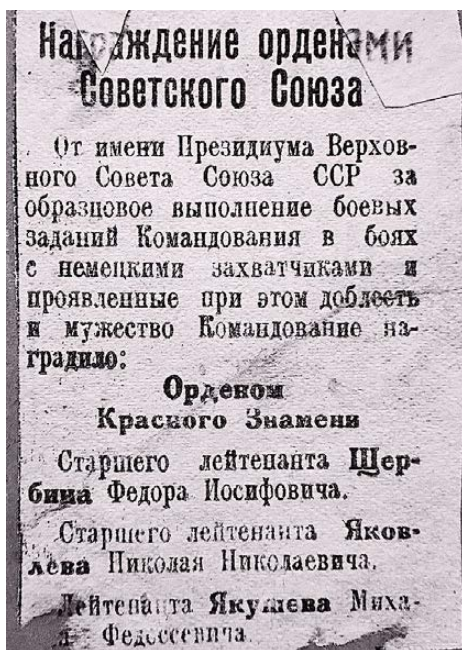 Награждение орденами
Советского Союза
От имени Президиума Верхов-
ного Совета Союза ССР за
образцовое выполнение боевых
заданий Командования в боях
с немецкими захватчиками и
проявленные при этом доблесть
и мужество Командование на-
градило:
Орденом
Красного Знамени
Старшего лейтенанта Щер-
бина Федора Иосифовича.
Старшего лейтенанта Яков-
лева Николая Николаевича.
Лейтенанта Якушева Миха-
Федосеевича.